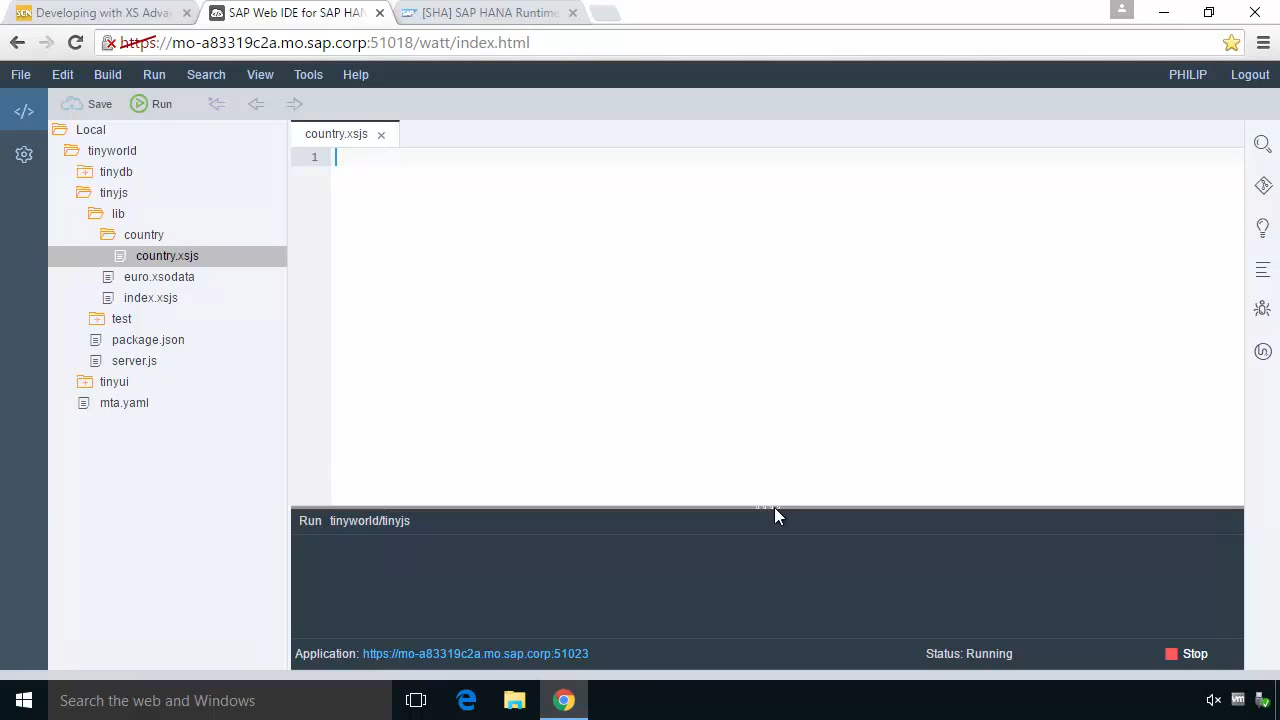 Developing with XS Adva
SAP Web IDE for SAP HAN
[SHA] SAP HANA Runtime
https://mo-a83319c2a.mo.sap.corp:51018/watt/index.html
File Edit Build Run Search View Tools Help PHILIP Logout
Save Run
Local
tinyworld
tinydb
tinyjs
lib
country
country.xsjs
euro.xsodata
index.xsjs
test
package.json
server.js
tinyui
mta.yaml
country.xsjs
1
Run tinyworld/tinyjs
Application: https://mo-a83319c2a.mo.sap.corp:51023 Status: Running Stop
Search the web and Windows